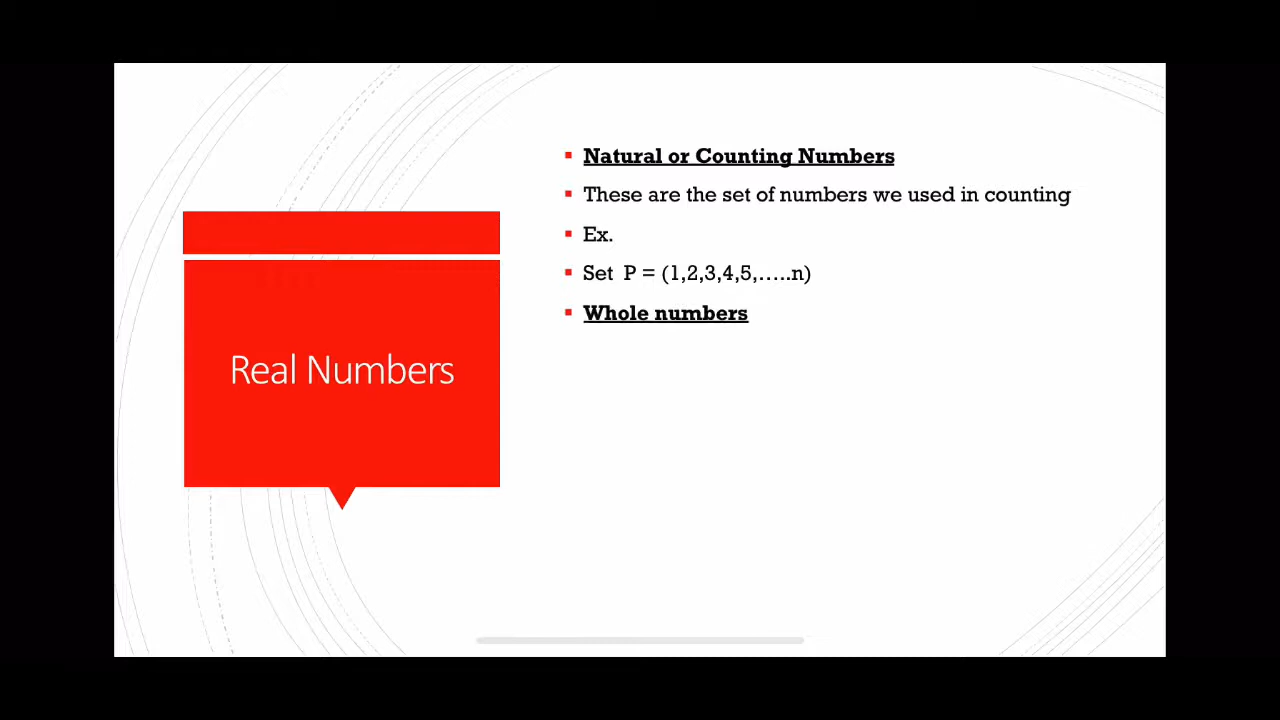 Real Numbers
Natural or Counting Numbers
These are the set of numbers we used in counting
Ex.
Set P = (1,2,3,4,5,…..n)
Whole numbers